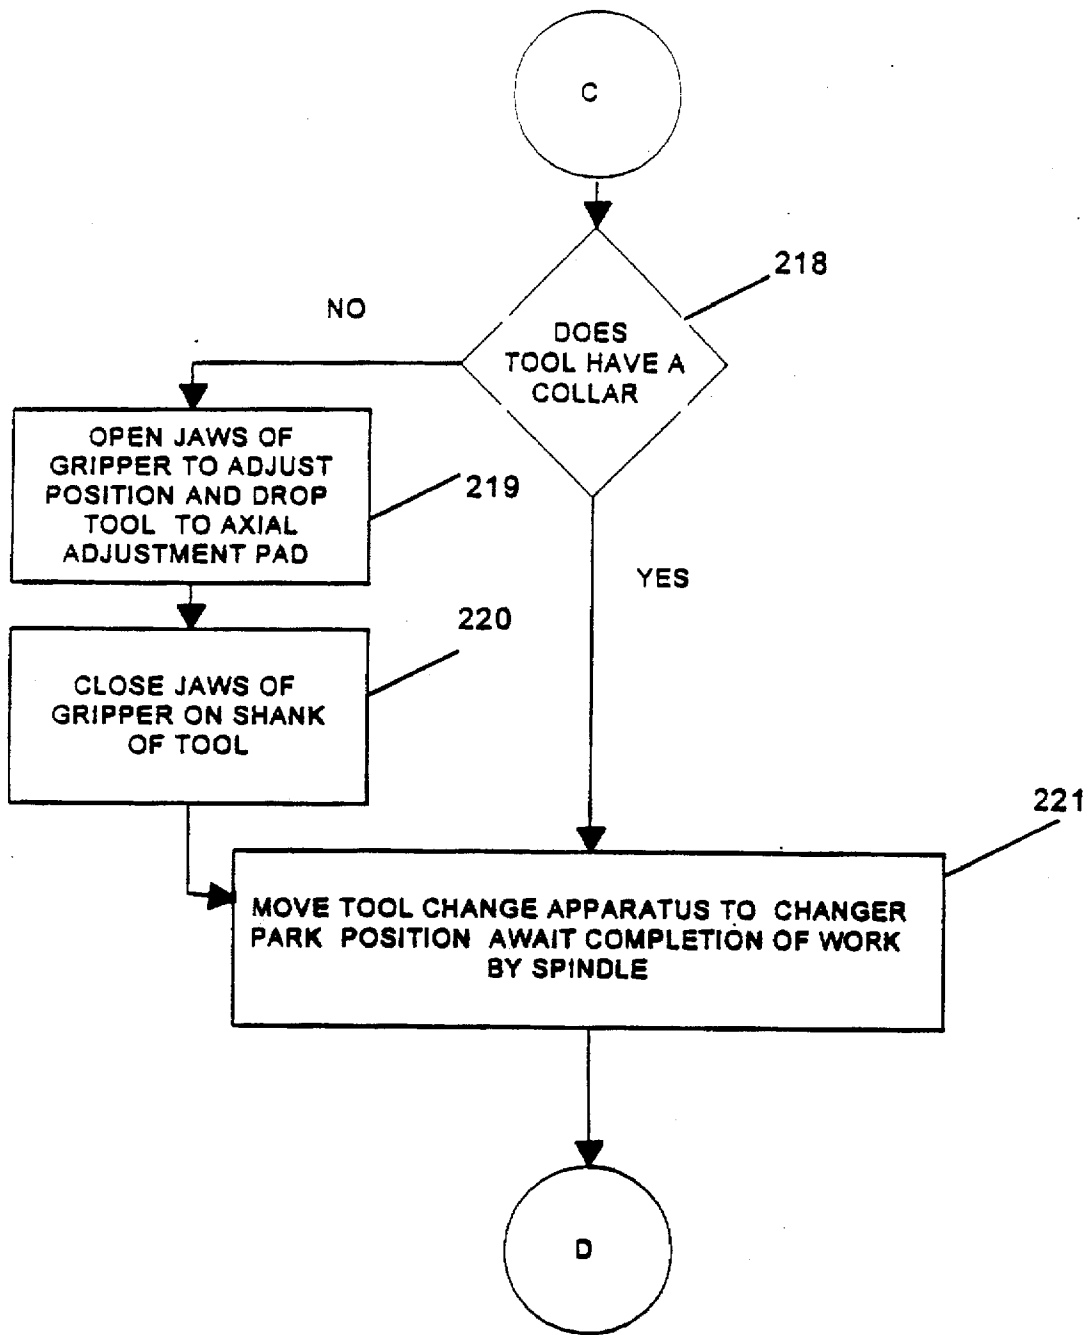 C
218
NO
DOES
TOOL HAVE A
COLLAR
OPEN JAWS OF
GRIPPER TO ADJUST
POSITION AND DROP
TOOL TO AXIAL
ADJUSTMENT PAD
219
YES
220
CLOSE JAWS OF
GRIPPER ON SHANK
OF TOOL
221
MOVE TOOL CHANGE APPARATUS TO CHANGER
PARK POSITION AWAIT COMPLETION OF WORK
BY SPINDLE
D